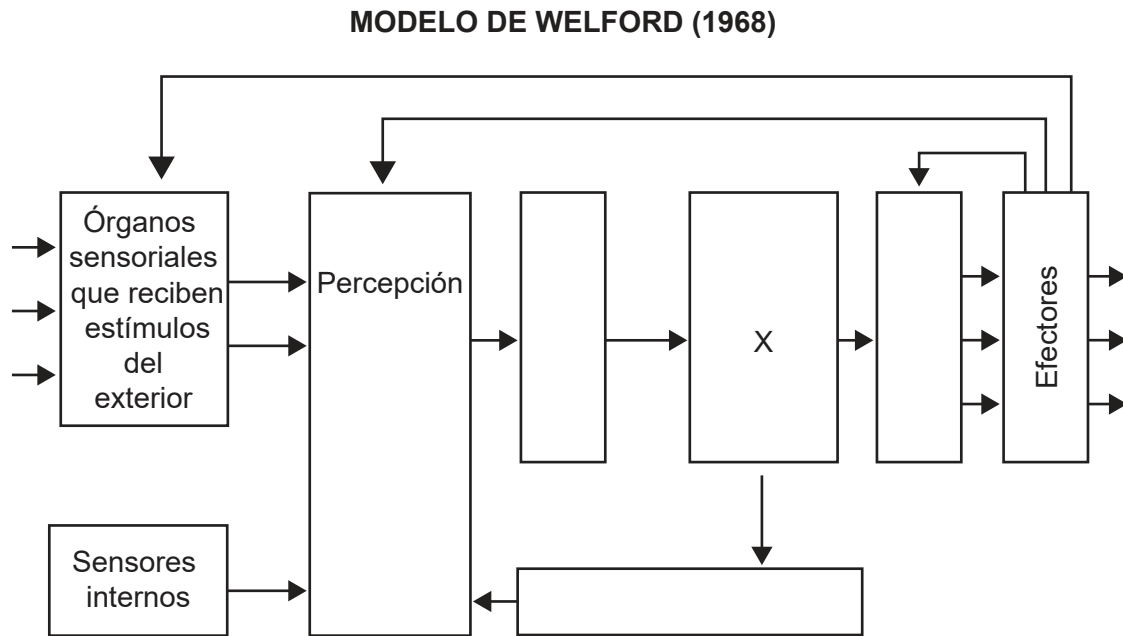 MODELO DE WELFORD (1968)
Órganos
sensoriales
que reciben
estímulos
del
exterior
Percepción
X
Efectores
Sensores
internos